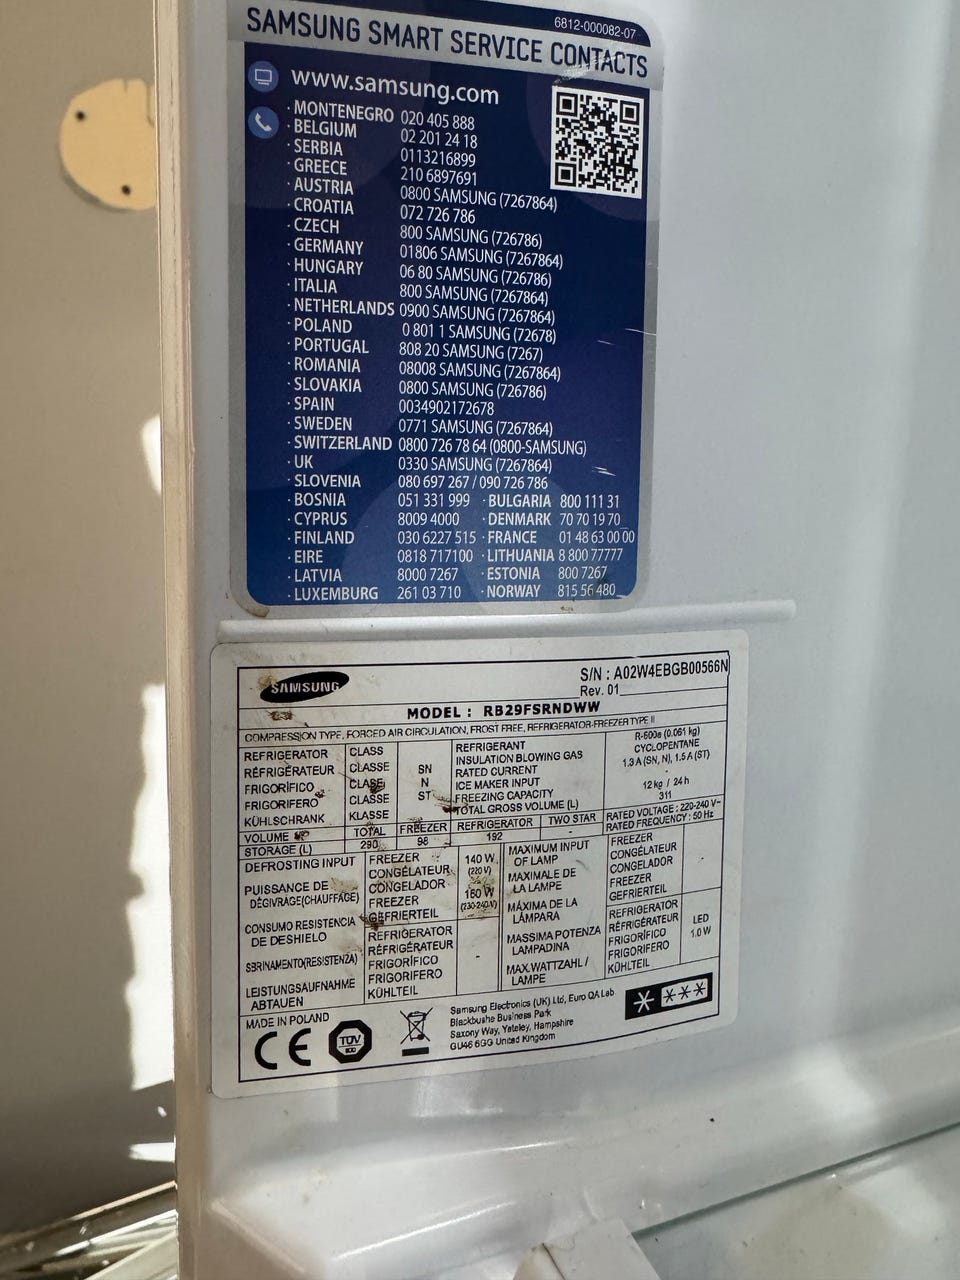 6812-000082-07
SAMSUNG SMART SERVICE CONTACTS
www.samsung.com
· MONTENEGRO 020 405 888
· BELGIUM 02 201 24 18
· SERBIA 0113216899
· GREECE 210 6897691
· AUSTRIA 0800 SAMSUNG (7267864)
· CROATIA 072 726 786
· CZECH 800 SAMSUNG (726786)
· GERMANY 01806 SAMSUNG (7267864)
· HUNGARY 06 80 SAMSUNG (726786)
· ITALIA 800 SAMSUNG (7267864)
· NETHERLANDS 0900 SAMSUNG (7267864)
· POLAND 0 801 1 SAMSUNG (72678)
· PORTUGAL 808 20 SAMSUNG (7267)
· ROMANIA 08008 SAMSUNG (7267864)
· SLOVAKIA 0800 SAMSUNG (726786)
· SPAIN 0034902172678
· SWEDEN 0771 SAMSUNG (7267864)
· SWITZERLAND 0800 726 78 64 (0800-SAMSUNG)
· UK 0330 SAMSUNG (7267864)
· SLOVENIA 080 697 267 / 090 726 786
· BOSNIA 051 331 999 · BULGARIA 800 111 31
· CYPRUS 8009 4000 · DENMARK 70 70 19 70
· FINLAND 030 6227 515 · FRANCE 01 48 63 00 00
· EIRE 0818 717100 · LITHUANIA 8 800 77777
· LATVIA 8000 7267 · ESTONIA 800 7267
· LUXEMBURG 261 03 710 · NORWAY 815 56 480
SAMSUNG
S/N : A02W4EBGB00566N
Rev. 01
MODEL : RB29FSRNDWW
COMPRESSION TYPE, FORCED AIR CIRCULATION, FROST FREE, REFRIGERATOR-FREEZER TYPE II
REFRIGERATOR
RÉFRIGÉRATEUR
FRIGORÍFICO
FRIGORIFERO
KÜHLSCHRANK
CLASS
CLASSE
CLASE
CLASSE
KLASSE
SN
N
ST
REFRIGERANT
INSULATION BLOWING GAS
RATED CURRENT
ICE MAKER INPUT
FREEZING CAPACITY
TOTAL GROSS VOLUME (L)
R-600a (0.061 kg)
CYCLOPENTANE
1.3 A (SN, N), 1.5 A (ST)
-
12 kg / 24 h
311
VOLUME
STORAGE (L)
TOTAL
290
FREEZER
98
REFRIGERATOR
192
TWO STAR
-
RATED VOLTAGE : 220-240 V~
RATED FREQUENCY : 50 Hz
DEFROSTING INPUT
PUISSANCE DE
DÉGIVRAGE(CHAUFFAGE)
CONSUMO RESISTENCIA
DE DESHIELO
SBRINAMENTO(RESISTENZA)
LEISTUNGSAUFNAHME
ABTAUEN
FREEZER
CONGÉLATEUR
CONGELADOR
FREEZER
GEFRIERTEIL
140 W
(220 V)
160 W
(230-240 V)
REFRIGERATOR
RÉFRIGÉRATEUR
FRIGORÍFICO
FRIGORIFERO
KÜHLTEIL
-
MAXIMUM INPUT
OF LAMP
MAXIMALE DE
LA LAMPE
MÁXIMA DE LA
LÁMPARA
MASSIMA POTENZA
LAMPADINA
MAX.WATTZAHL /
LAMPE
FREEZER
CONGÉLATEUR
CONGELADOR
FREEZER
GEFRIERTEIL
-
REFRIGERATOR
RÉFRIGÉRATEUR
FRIGORÍFICO
FRIGORIFERO
KÜHLTEIL
LED
1.0 W
MADE IN POLAND
CE
TÜV
Samsung Electronics (UK) Ltd, Euro QA Lab
Blackbushe Business Park
Saxony Way, Yateley, Hampshire
GU46 6GG United Kingdom